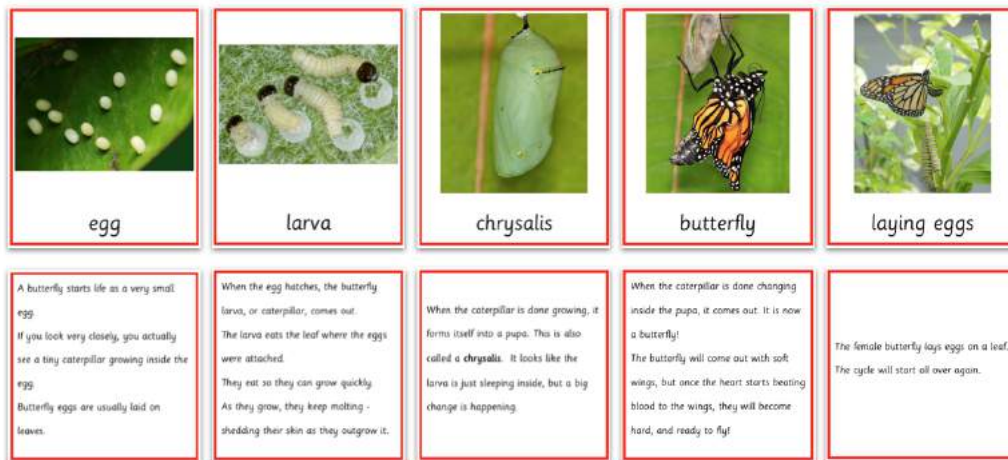 egg
larva
chrysalis
butterfly
laying eggs
A butterfly starts life as a very small
egg.
If you look very closely, you actually
see a tiny caterpillar growing inside the
egg.
Butterfly eggs are usually laid on
leaves.
When the egg hatches, the butterfly
larva, or caterpillar, comes out.
The larva eats the leaf where the eggs
were attached.
They eat so they can grow quickly.
As they grow, they keep molting -
shedding their skin as they outgrow it.
When the caterpillar is done growing, it
forms itself into a pupa. This is also
called a chrysalis. It looks like the
larva is just sleeping inside, but a big
change is happening.
When the caterpillar is done changing
inside the pupa, it comes out. It is now
a butterfly!
The butterfly will come out with soft
wings, but once the heart starts beating
blood to the wings, they will become
hard, and ready to fly!
The female butterfly lays eggs on a leaf.
The cycle will start all over again.